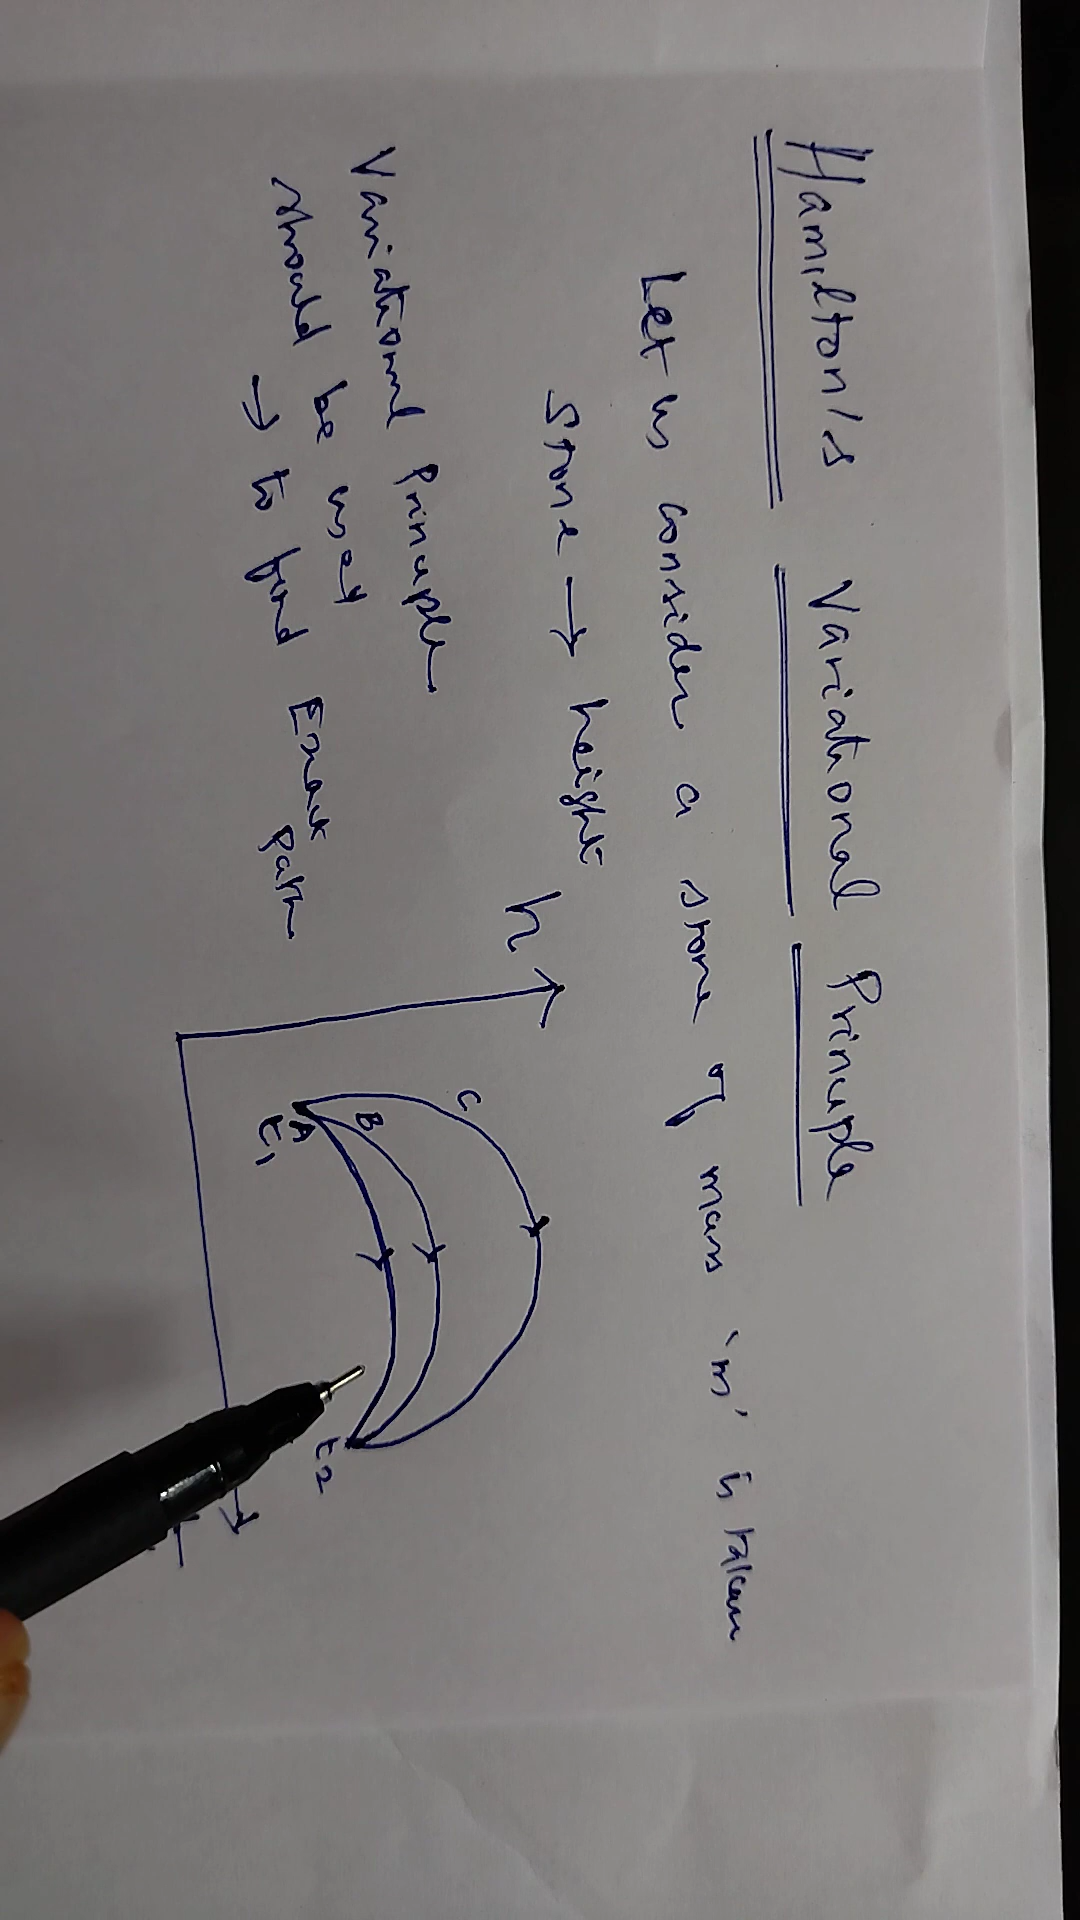 Hamilton's Variational Principle
Let us consider a stone of mass 'm' is taken
Stone → height
Variational Principle
should be used
→ to find Exact
Path
h
C
B
A
t1
t2
t